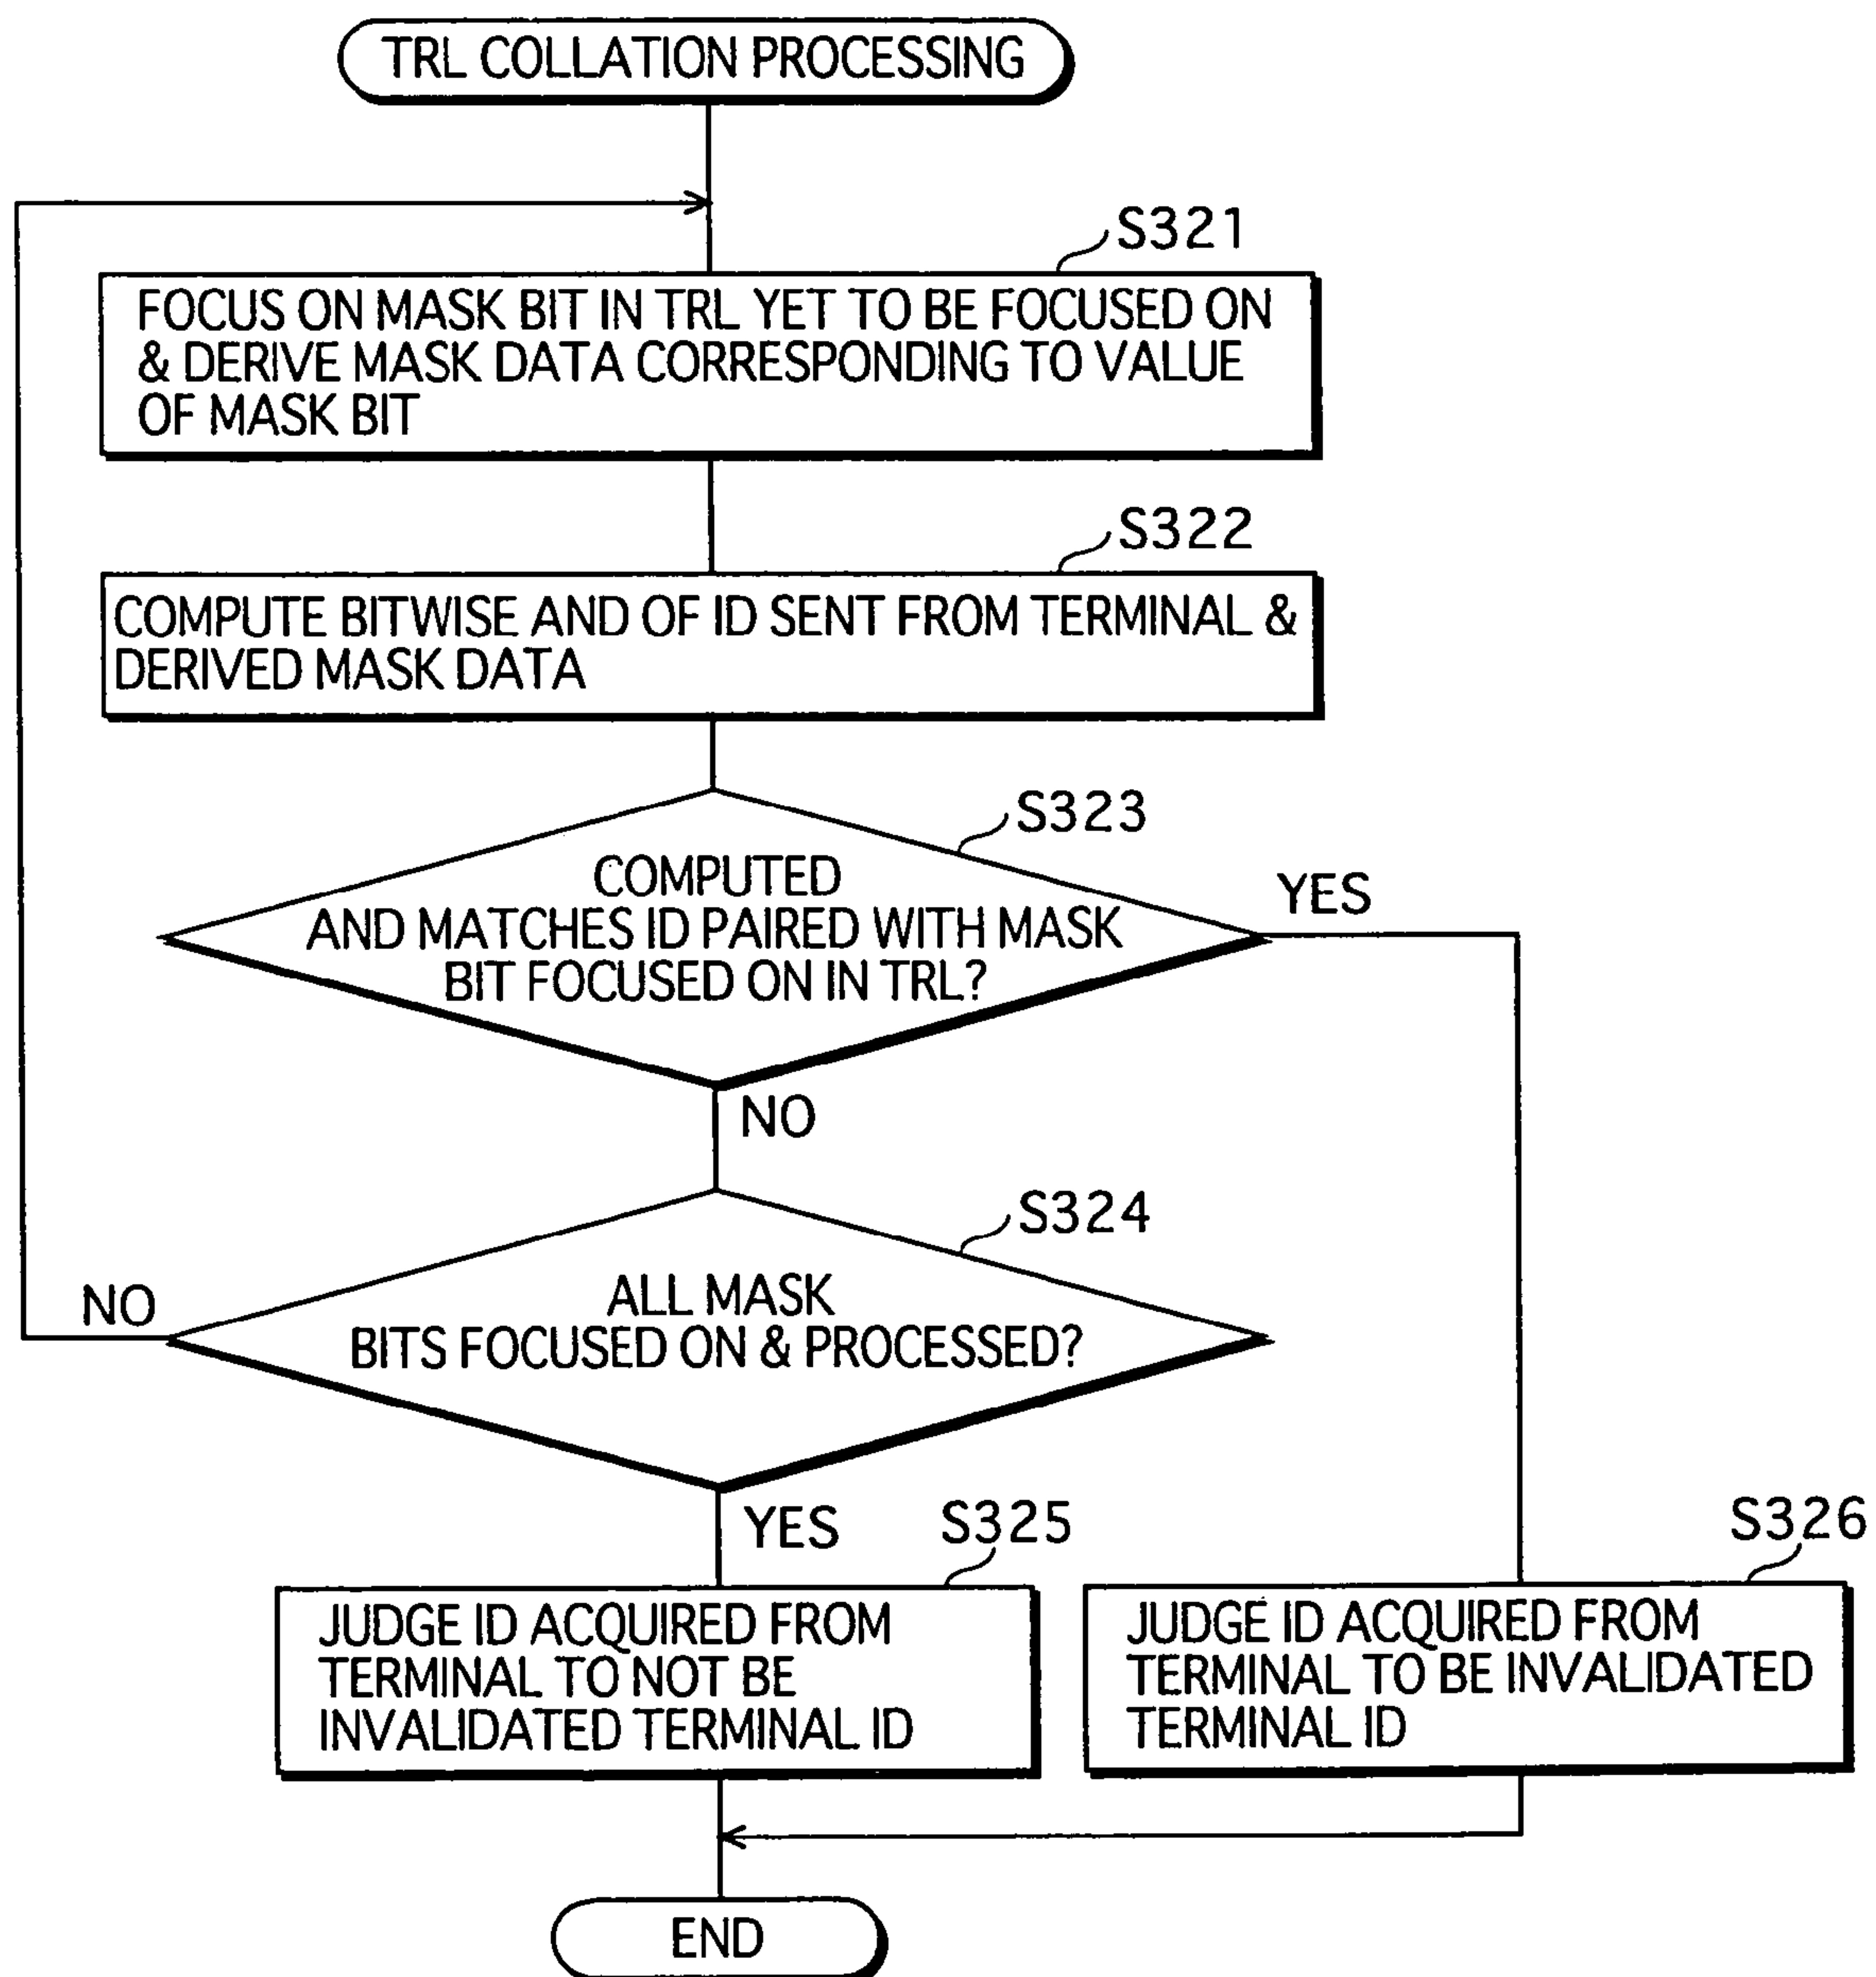 TRL COLLATION PROCESSING
S321
FOCUS ON MASK BIT IN TRL YET TO BE FOCUSED ON
& DERIVE MASK DATA CORRESPONDING TO VALUE
OF MASK BIT
S322
COMPUTE BITWISE AND OF ID SENT FROM TERMINAL &
DERIVED MASK DATA
S323
COMPUTED
AND MATCHES ID PAIRED WITH MASK
BIT FOCUSED ON IN TRL?
YES
NO
S324
ALL MASK
BITS FOCUSED ON & PROCESSED?
NO
YES
S325
JUDGE ID ACQUIRED FROM
TERMINAL TO NOT BE
INVALIDATED TERMINAL ID
S326
JUDGE ID ACQUIRED FROM
TERMINAL TO BE INVALIDATED
TERMINAL ID
END